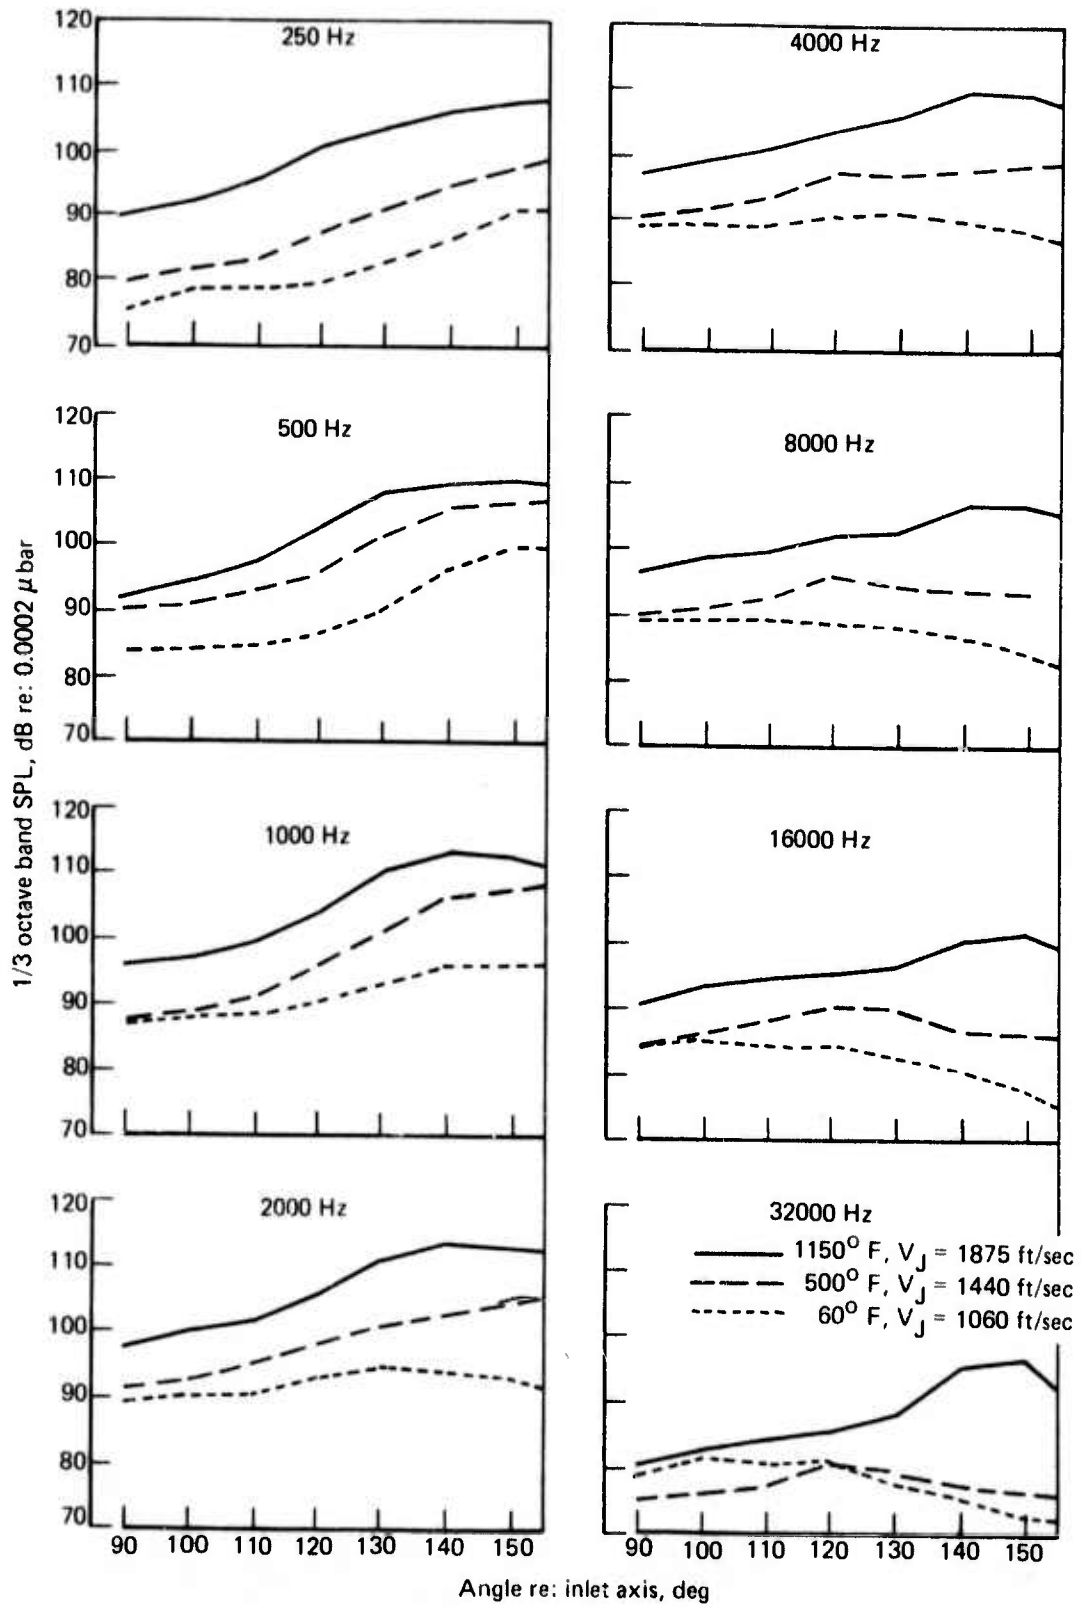 1/3 octave band SPL, dB re: 0.0002 μ bar
250 Hz
120
110
100
90
80
70
500 Hz
120
110
100
90
80
70
1000 Hz
120
110
100
90
80
70
2000 Hz
120
110
100
90
80
70
90 100 110 120 130 140 150
4000 Hz
8000 Hz
16000 Hz
32000 Hz
1150° F, VJ = 1875 ft/sec
500° F, VJ = 1440 ft/sec
60° F, VJ = 1060 ft/sec
90 100 110 120 130 140 150
Angle re: inlet axis, deg